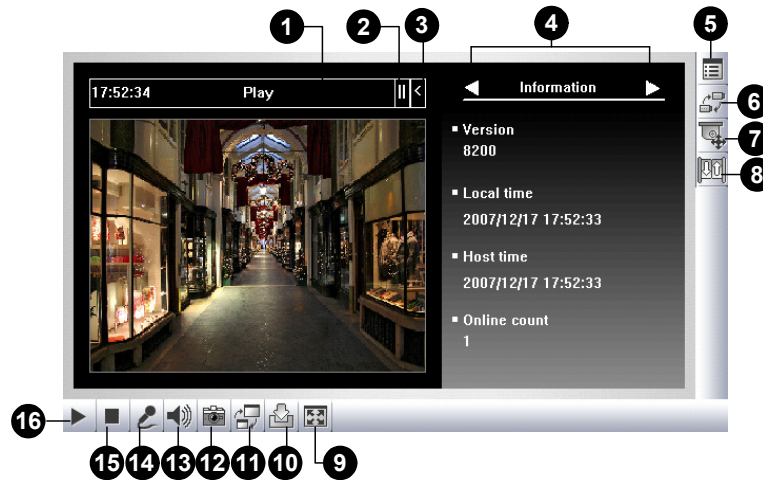 1 2 3 4 5
17:52:34 Play || <
Information
6
Version
8200
7
8
Local time
2007/12/17 17:52:33
Host time
2007/12/17 17:52:33
Online count
1
16
15 14 13 12 11 10 9